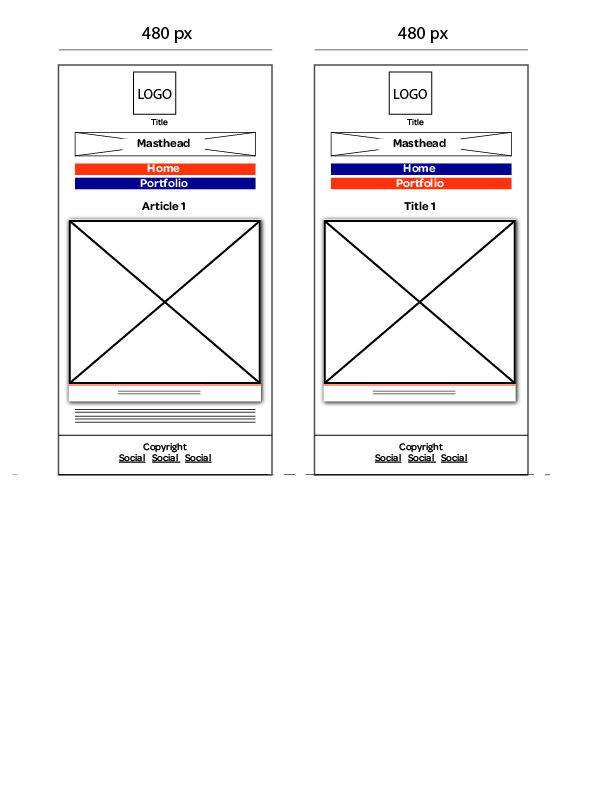 480 px
LOGO
Title
Masthead
Home
Portfolio
Article 1
Copyright
Social Social Social
480 px
LOGO
Title
Masthead
Home
Portfolio
Title 1
Copyright
Social Social Social